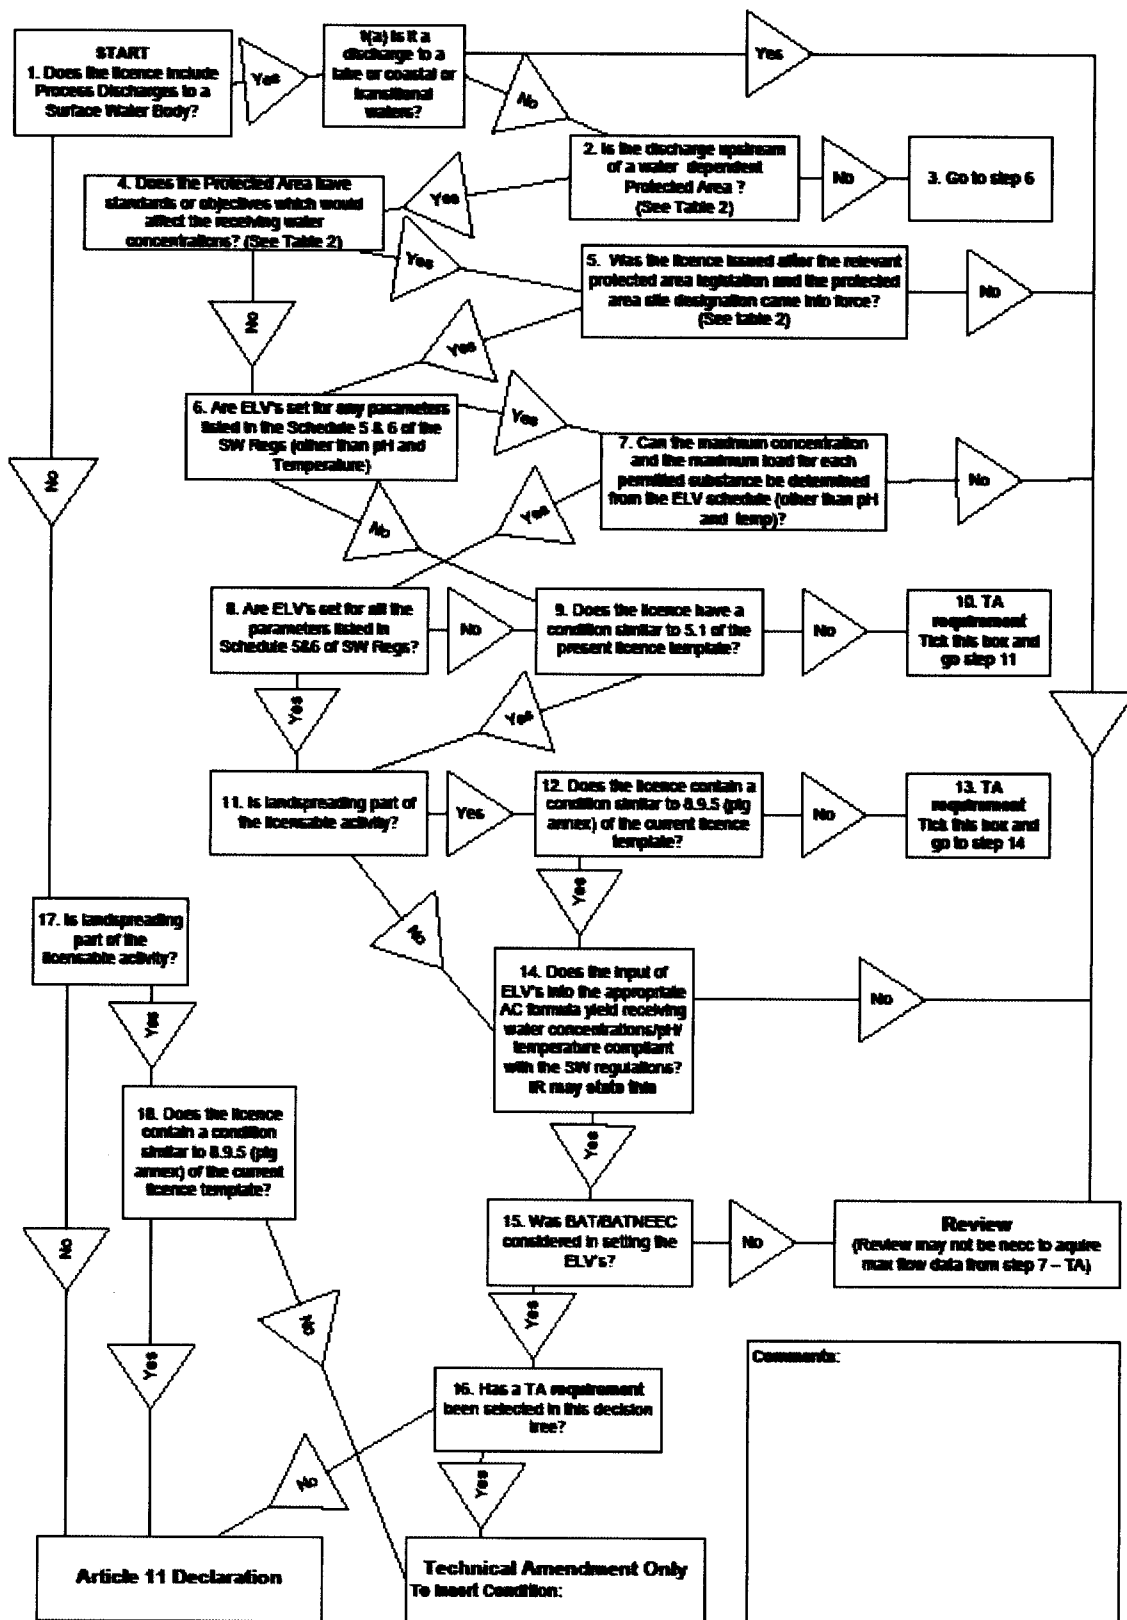 START
1. Does the licence include
Process Discharges to a
Surface Water Body?
Yes
1(a) Is it a
discharge to a
lake or coastal or
transitional
waters?
Yes
No
2. Is the discharge upstream
of a water dependent
Protected Area ?
(See Table 2)
No
3. Go to step 6
Yes
4. Does the Protected Area have
standards or objectives which would
affect the receiving water
concentrations? (See Table 2)
Yes
5. Was the licence issued after the relevant
protected area legislation and the protected
area site designation came into force?
(See table 2)
No
No
Yes
6. Are ELV's set for any parameters
listed in the Schedule 5 & 6 of the
SW Regs (other than pH and
Temperature)
Yes
7. Can the maximum concentration
and the maximum load for each
permitted substance be determined
from the ELV schedule (other than pH
and temp)?
No
No
Yes
No
8. Are ELV's set for all the
parameters listed in
Schedule 5&6 of SW Regs?
No
9. Does the licence have a
condition similar to 5.1 of the
present licence template?
No
10. TA
requirement
Tick this box and
go step 11
Yes
Yes
11. Is landspreading part of
the licensable activity?
Yes
12. Does the licence contain a
condition similar to 8.9.5 (pig
annex) of the current licence
template?
No
13. TA
requirement
Tick this box and
go to step 14
Yes
No
17. Is landspreading
part of the
licensable activity?
14. Does the input of
ELV's into the appropriate
AC formula yield receiving
water concentrations/pH/
temperature compliant
with the SW regulations?
IR may state this
No
Yes
18. Does the licence
contain a condition
similar to 8.9.5 (pig
annex) of the current
licence template?
Yes
15. Was BAT/BATNEEC
considered in setting the
ELV's?
No
Review
(Review may not be necc to aquire
max flow data from step 7 – TA)
No
Yes
No
Yes
16. Has a TA requirement
been selected in this decision
tree?
Comments:
No
Yes
Article 11 Declaration
Technical Amendment Only
To Insert Condition: